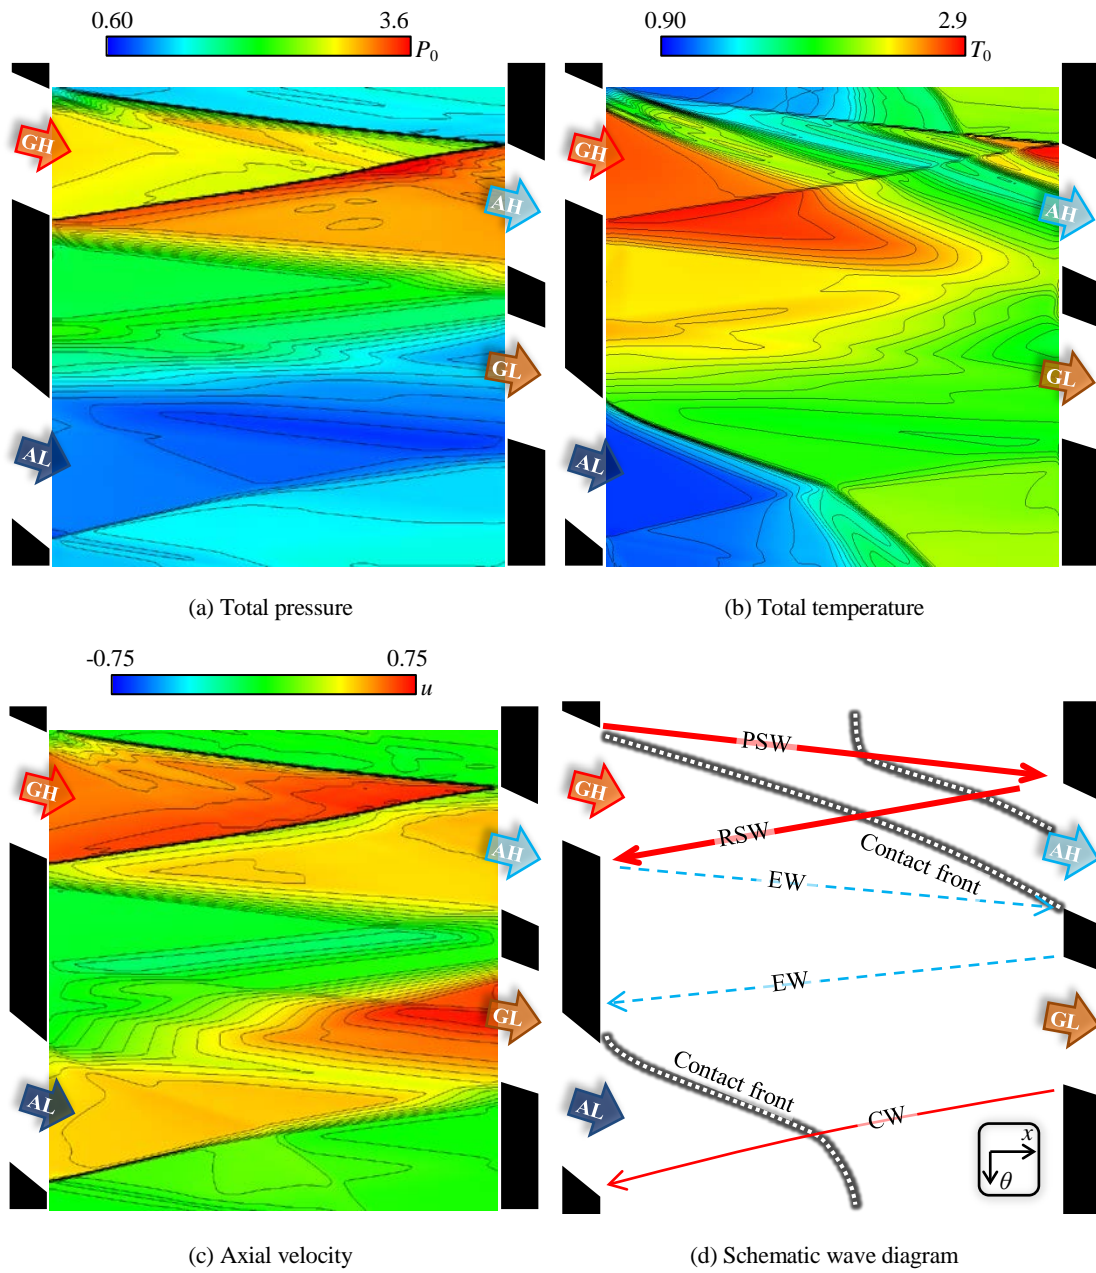 0.60 3.6
P0
0.90 2.9
T0
GH
AH
GL
AL
GH
AH
GL
AL
(a) Total pressure
(b) Total temperature
-0.75 0.75
u
GH
AH
GL
AL
PSW
GH
RSW
Contact front
AH
EW
EW
GL
Contact front
AL
CW
x
θ
(c) Axial velocity
(d) Schematic wave diagram